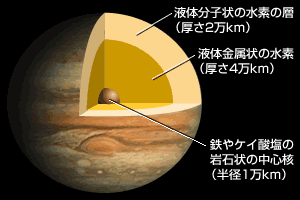 液体分子状の水素の層
（厚さ2万km）
液体金属状の水素
（厚さ4万km）
鉄やケイ酸塩の
岩石状の中心核
（半径1万km）